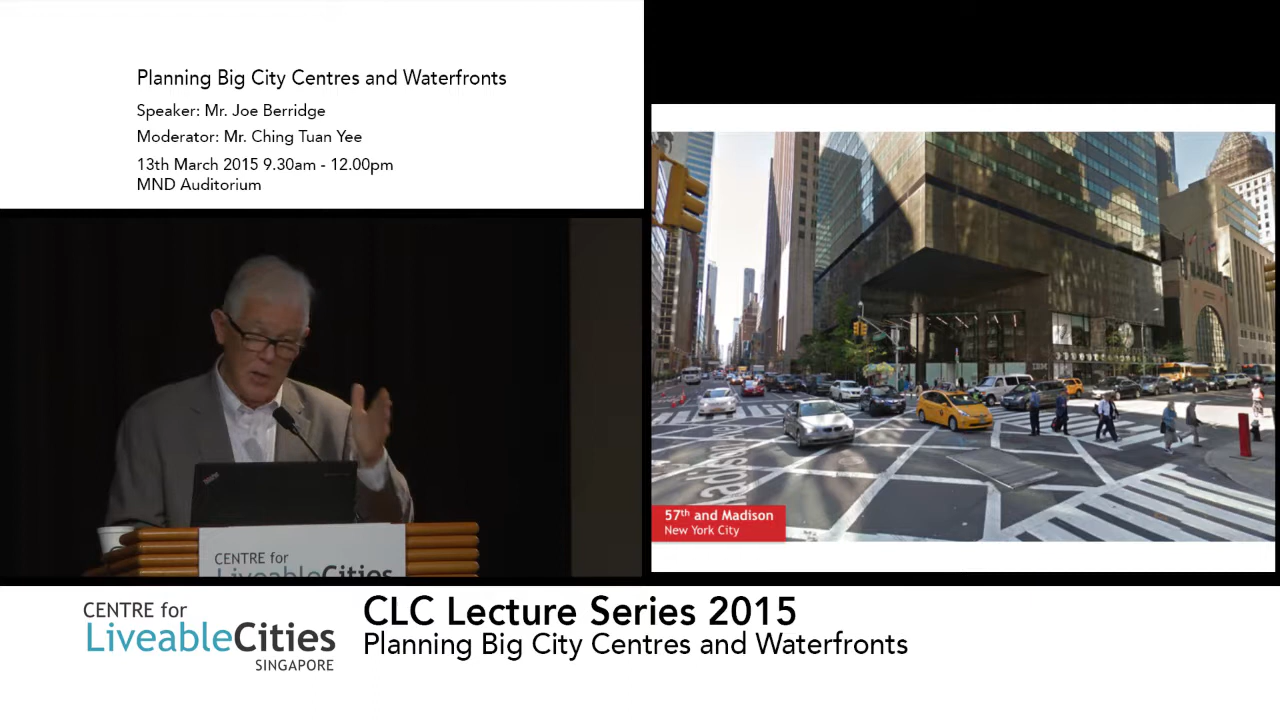 Planning Big City Centres and Waterfronts
Speaker: Mr. Joe Berridge
Moderator: Mr. Ching Tuan Yee
13th March 2015 9.30am - 12.00pm
MND Auditorium
IBM
57th and Madison
New York City
CENTRE for
LiveableCities
CENTRE for
LiveableCities
SINGAPORE
CLC Lecture Series 2015
Planning Big City Centres and Waterfronts